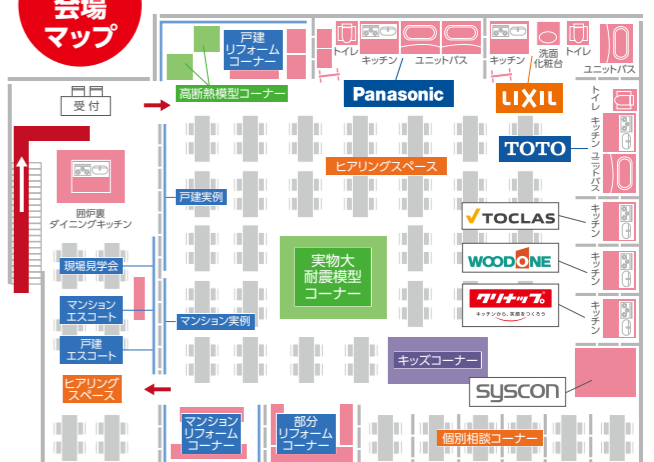 会場
マップ
戸建
リフォーム
コーナー
トイレ
キッチン
ユニットバス
キッチン
洗面
化粧台
トイレ
ユニットバス
高断熱模型コーナー
Panasonic
LIXIL
受付
トイレ
キッチン
ユニットバス
TOTO
ヒアリングスペース
囲炉裏
ダイニングキッチン
戸建実例
TOCLAS
キッチン
現場見学会
実物大
耐震模型
コーナー
WOODONE
キッチン
マンション
エスコート
マンション実例
クリナップ。
キッチンから、笑顔をつくろう
キッチン
戸建
エスコート
キッズコーナー
ヒアリング
スペース
syscon
マンション
リフォーム
コーナー
部分
リフォーム
コーナー
個別相談コーナー